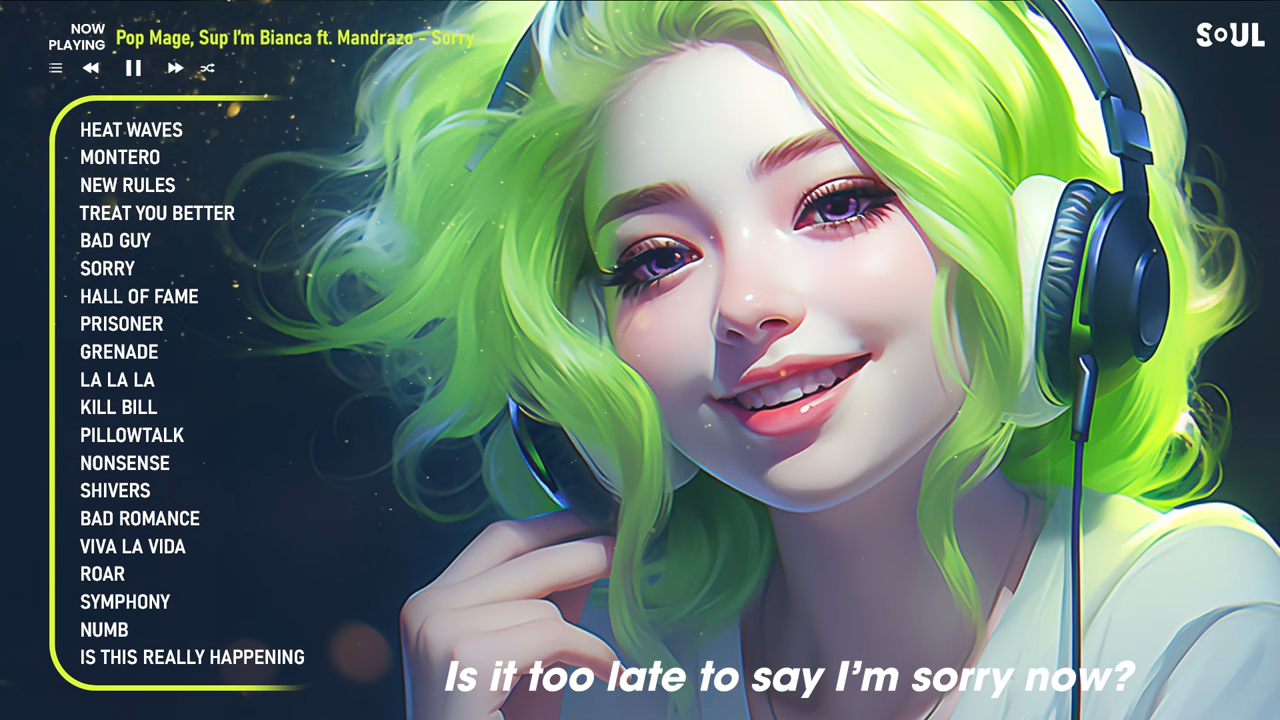 NOW
PLAYING
Pop Mage, Sup I'm Bianca ft. Mandrazo - Sorry
SOUL
HEAT WAVES
MONTERO
NEW RULES
TREAT YOU BETTER
BAD GUY
SORRY
HALL OF FAME
PRISONER
GRENADE
LA LA LA
KILL BILL
PILLOWTALK
NONSENSE
SHIVERS
BAD ROMANCE
VIVA LA VIDA
ROAR
SYMPHONY
NUMB
IS THIS REALLY HAPPENING
Is it too late to say I'm sorry now?